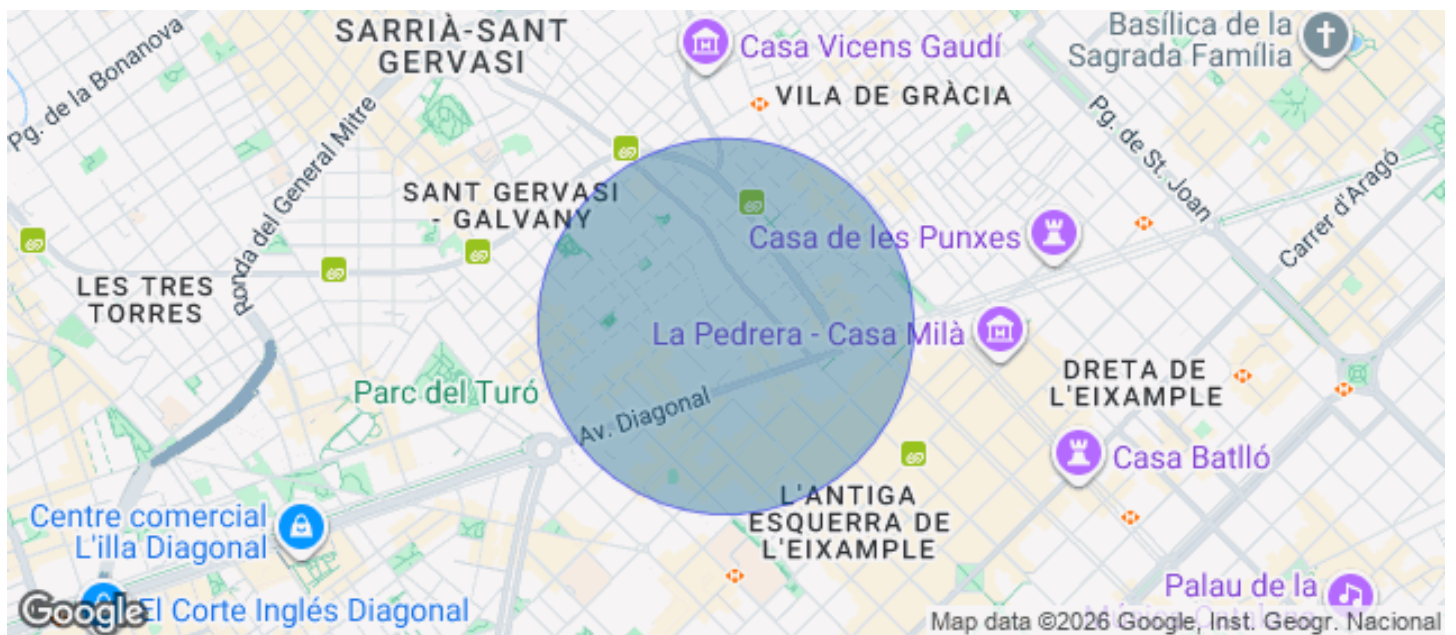 SARRIÀ-SANT
GERVASI
Casa Vicens Gaudí
Basílica de la
Sagrada Família
Pg. de la Bonanova
VILA DE GRÀCIA
Ronda del General Mitre
Pg. de St. Joan
Carrer d'Aragó
SANT GERVASI
- GALVANY
Casa de les Punxes
LES TRES
TORRES
La Pedrera - Casa Milà
Parc del Turó
Av. Diagonal
DRETA DE
L'EIXAMPLE
Casa Batlló
L'ANTIGA
ESQUERRA DE
L'EIXAMPLE
Centre comercial
L'illa Diagonal
El Corte Inglés Diagonal
Palau de la
Música Catalana
Google
Map data ©2026 Google, Inst. Geogr. Nacional